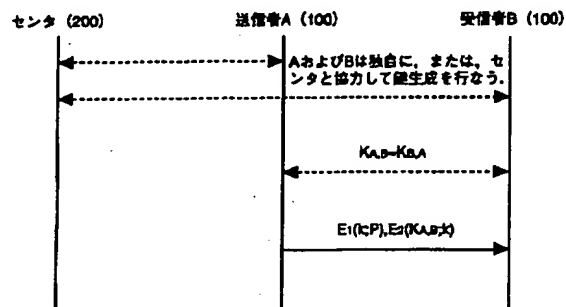 センタ (200)
送信者A (100)
受信者B (100)
AおよびBは独自に，または，セ
ンタと協力して鍵生成を行なう．
KA,B=KB,A
E1(k;P),E2(KA,B;k)